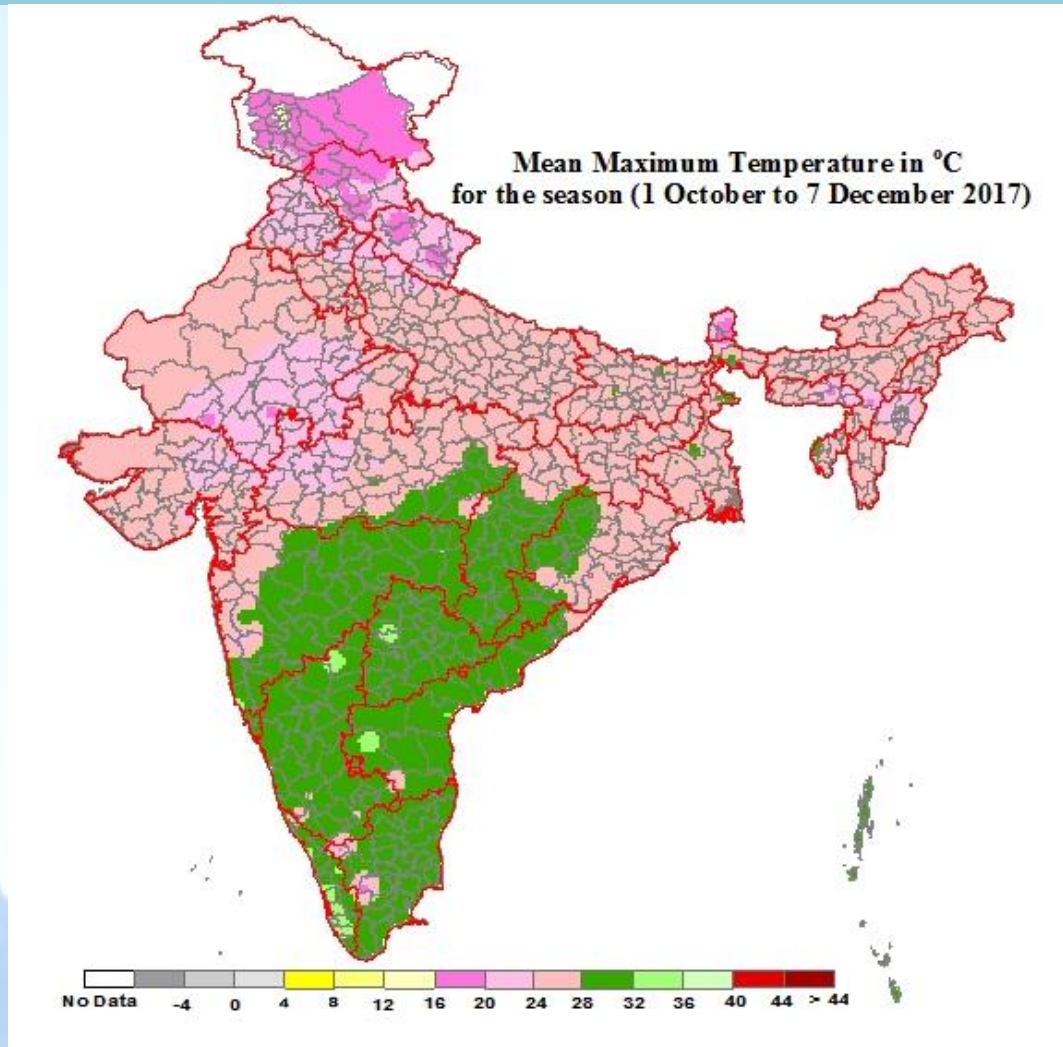 Mean Maximum Temperature in °C
for the season (1 October to 7 December 2017)
No Data -4 0 4 8 12 16 20 24 28 32 36 40 44 > 44